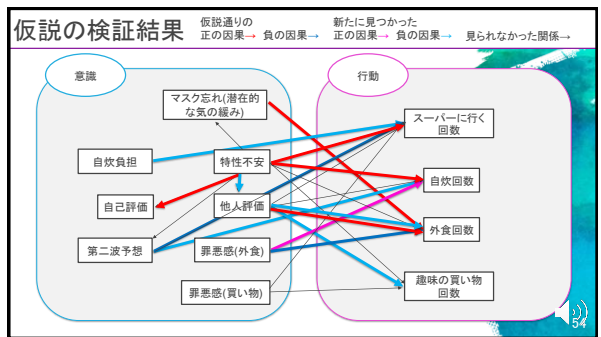 仮説の検証結果
仮説通りの
正の因果→ 負の因果→
新たに見つかった
正の因果→ 負の因果→
見られなかった関係→
意識
行動
マスク忘れ(潜在的
な気の緩み)
スーパーに行く
回数
自炊負担
特性不安
自炊回数
自己評価
他人評価
外食回数
第二波予想
罪悪感(外食)
罪悪感(買い物)
趣味の買い物
回数
54